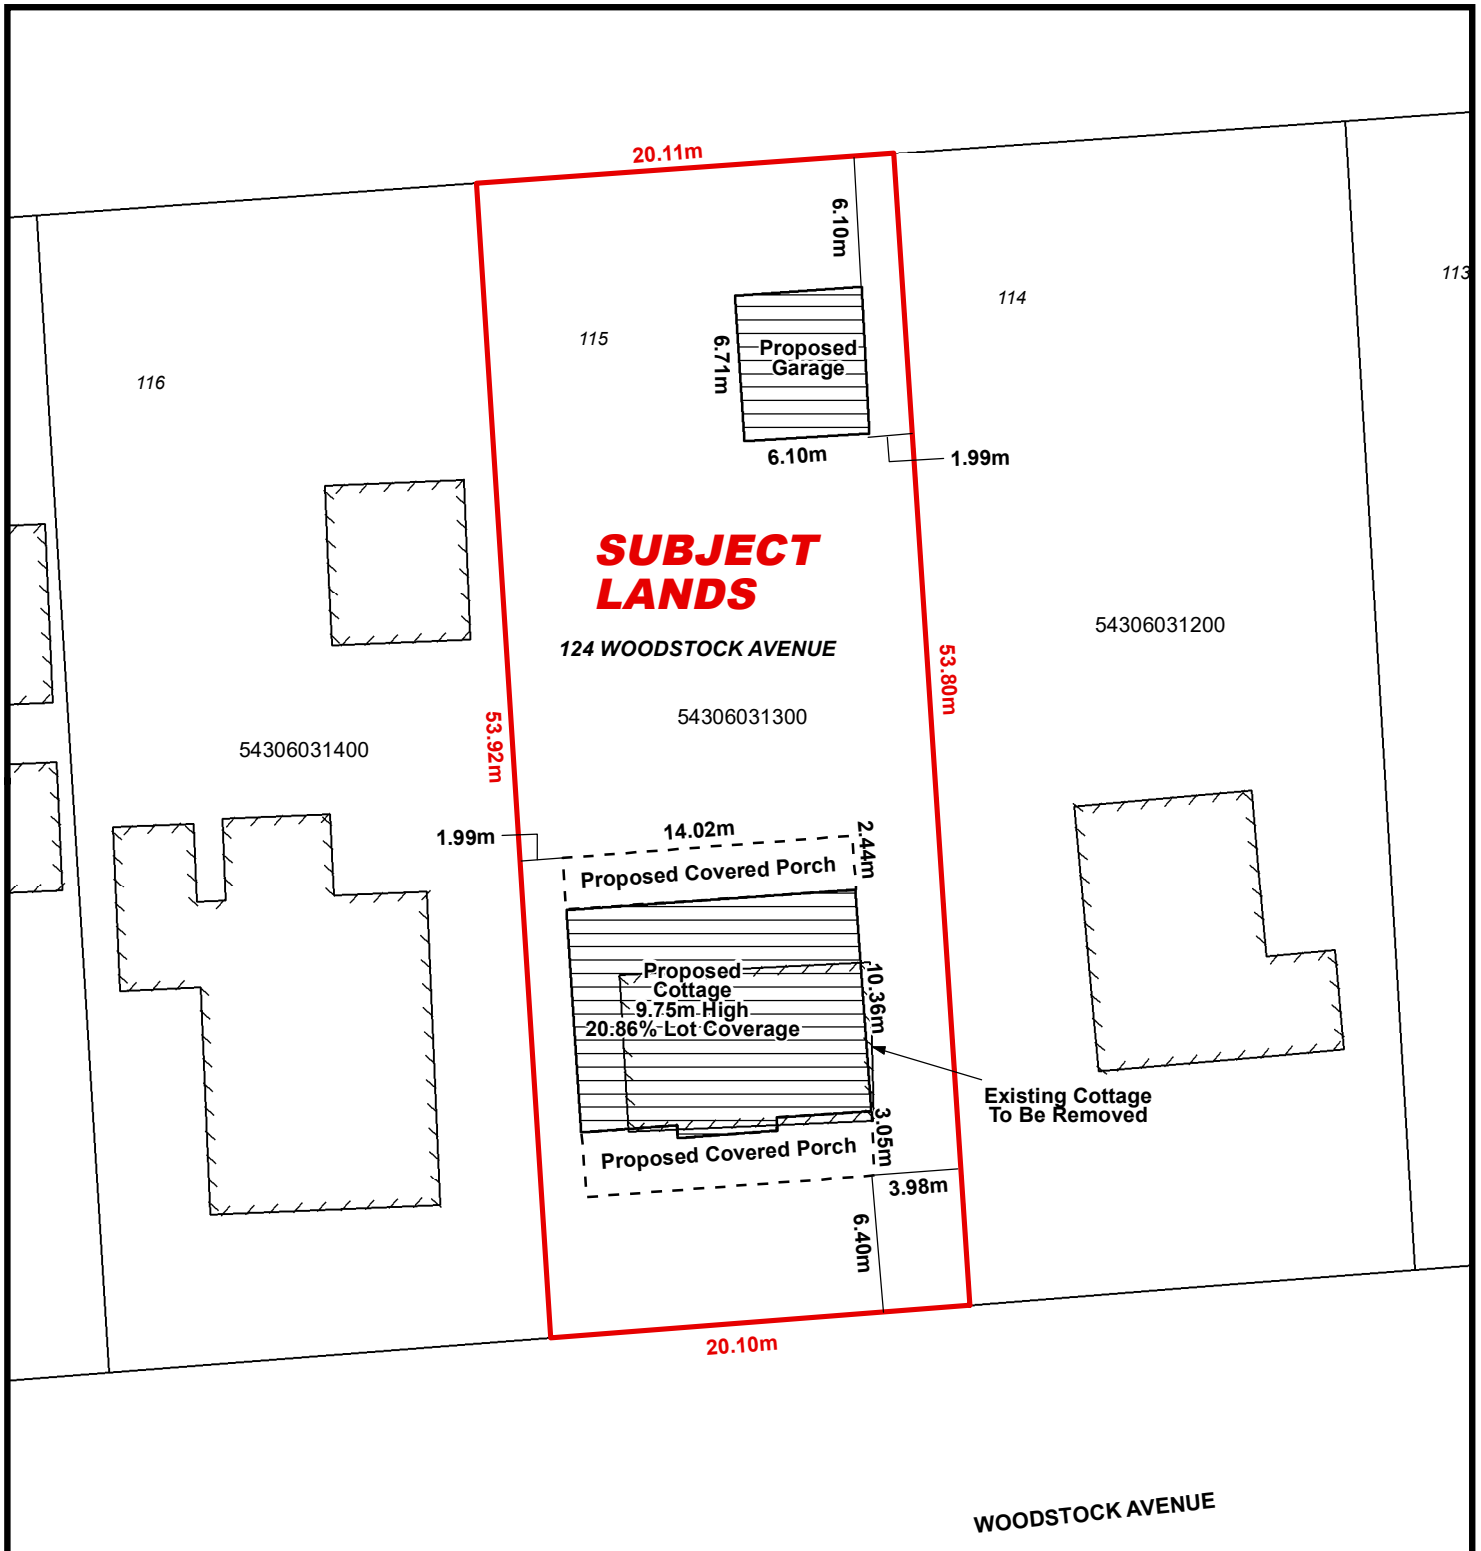 20.11m
6.10m
113
114
115
Proposed
Garage
6.71m
116
6.10m
1.99m
SUBJECT
LANDS
124 WOODSTOCK AVENUE
54306031200
53.80m
54306031300
53.92m
54306031400
14.02m
1.99m
2.44m
Proposed Covered Porch
Proposed
Cottage
9.75m High
20.86% Lot Coverage
10.36m
Existing Cottage
To Be Removed
3.05m
Proposed Covered Porch
3.98m
6.40m
20.10m
WOODSTOCK AVENUE